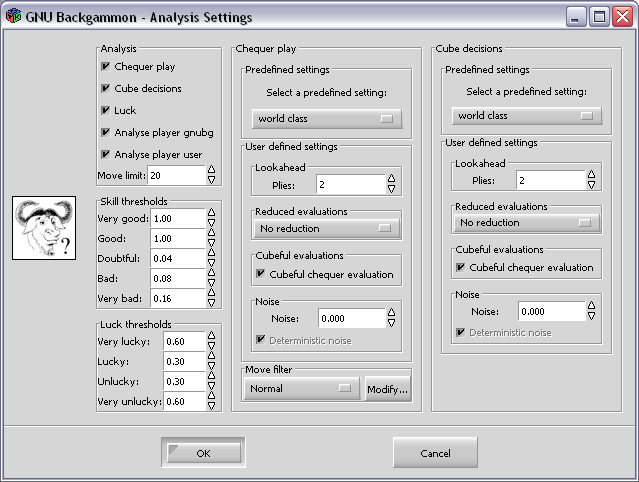 GNU Backgammon - Analysis Settings
Analysis
Chequer play
Cube decisions
Luck
Analyse player gnubg
Analyse player user
Move limit: 20
Skill thresholds
Very good: 1.00
Good: 1.00
Doubtful: 0.04
Bad: 0.08
Very bad: 0.16
Luck thresholds
Very lucky: 0.60
Lucky: 0.30
Unlucky: 0.30
Very unlucky: 0.60
Chequer play
Predefined settings
Select a predefined setting:
world class
User defined settings
Lookahead
Plies: 2
Reduced evaluations
No reduction
Cubeful evaluations
Cubeful chequer evaluation
Noise
Noise: 0.000
Deterministic noise
Move filter
Normal Modify...
Cube decisions
Predefined settings
Select a predefined setting:
world class
User defined settings
Lookahead
Plies: 2
Reduced evaluations
No reduction
Cubeful evaluations
Cubeful chequer evaluation
Noise
Noise: 0.000
Deterministic noise
?
OK Cancel